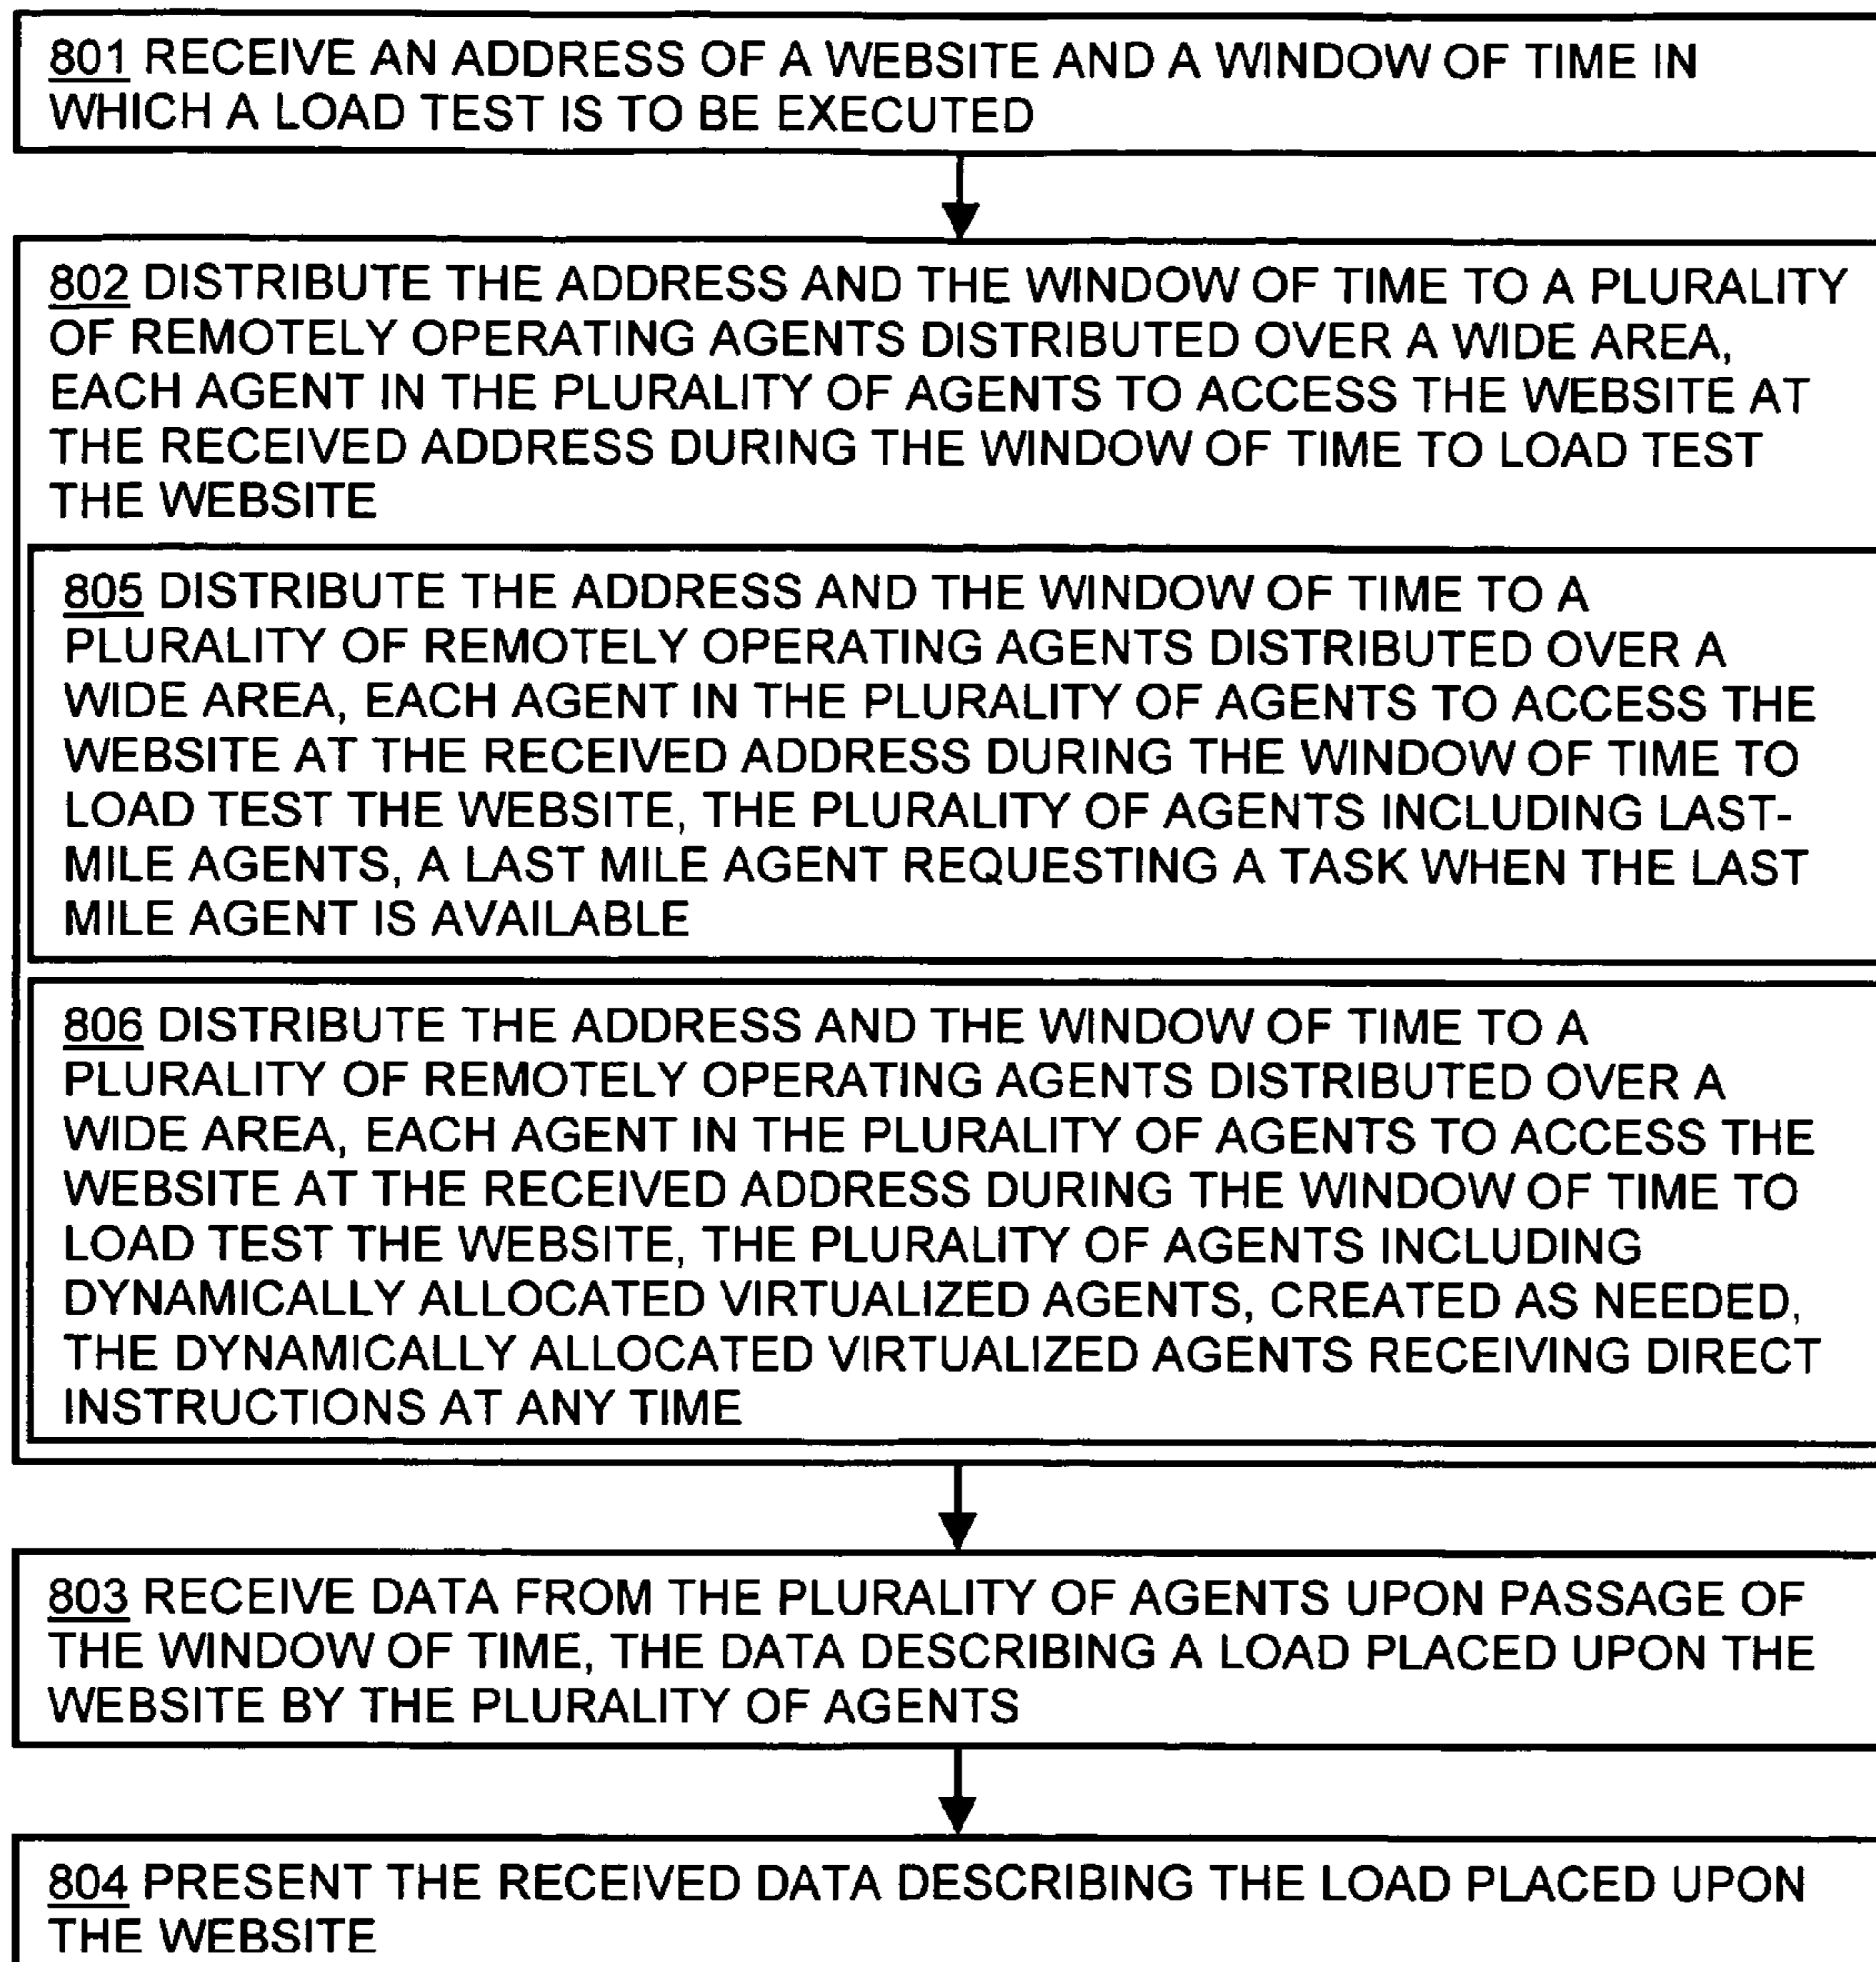 801 RECEIVE AN ADDRESS OF A WEBSITE AND A WINDOW OF TIME IN
WHICH A LOAD TEST IS TO BE EXECUTED
802 DISTRIBUTE THE ADDRESS AND THE WINDOW OF TIME TO A PLURALITY
OF REMOTELY OPERATING AGENTS DISTRIBUTED OVER A WIDE AREA,
EACH AGENT IN THE PLURALITY OF AGENTS TO ACCESS THE WEBSITE AT
THE RECEIVED ADDRESS DURING THE WINDOW OF TIME TO LOAD TEST
THE WEBSITE
805 DISTRIBUTE THE ADDRESS AND THE WINDOW OF TIME TO A
PLURALITY OF REMOTELY OPERATING AGENTS DISTRIBUTED OVER A
WIDE AREA, EACH AGENT IN THE PLURALITY OF AGENTS TO ACCESS THE
WEBSITE AT THE RECEIVED ADDRESS DURING THE WINDOW OF TIME TO
LOAD TEST THE WEBSITE, THE PLURALITY OF AGENTS INCLUDING LAST-
MILE AGENTS, A LAST MILE AGENT REQUESTING A TASK WHEN THE LAST
MILE AGENT IS AVAILABLE
806 DISTRIBUTE THE ADDRESS AND THE WINDOW OF TIME TO A
PLURALITY OF REMOTELY OPERATING AGENTS DISTRIBUTED OVER A
WIDE AREA, EACH AGENT IN THE PLURALITY OF AGENTS TO ACCESS THE
WEBSITE AT THE RECEIVED ADDRESS DURING THE WINDOW OF TIME TO
LOAD TEST THE WEBSITE, THE PLURALITY OF AGENTS INCLUDING
DYNAMICALLY ALLOCATED VIRTUALIZED AGENTS, CREATED AS NEEDED,
THE DYNAMICALLY ALLOCATED VIRTUALIZED AGENTS RECEIVING DIRECT
INSTRUCTIONS AT ANY TIME
803 RECEIVE DATA FROM THE PLURALITY OF AGENTS UPON PASSAGE OF
THE WINDOW OF TIME, THE DATA DESCRIBING A LOAD PLACED UPON THE
WEBSITE BY THE PLURALITY OF AGENTS
804 PRESENT THE RECEIVED DATA DESCRIBING THE LOAD PLACED UPON
THE WEBSITE